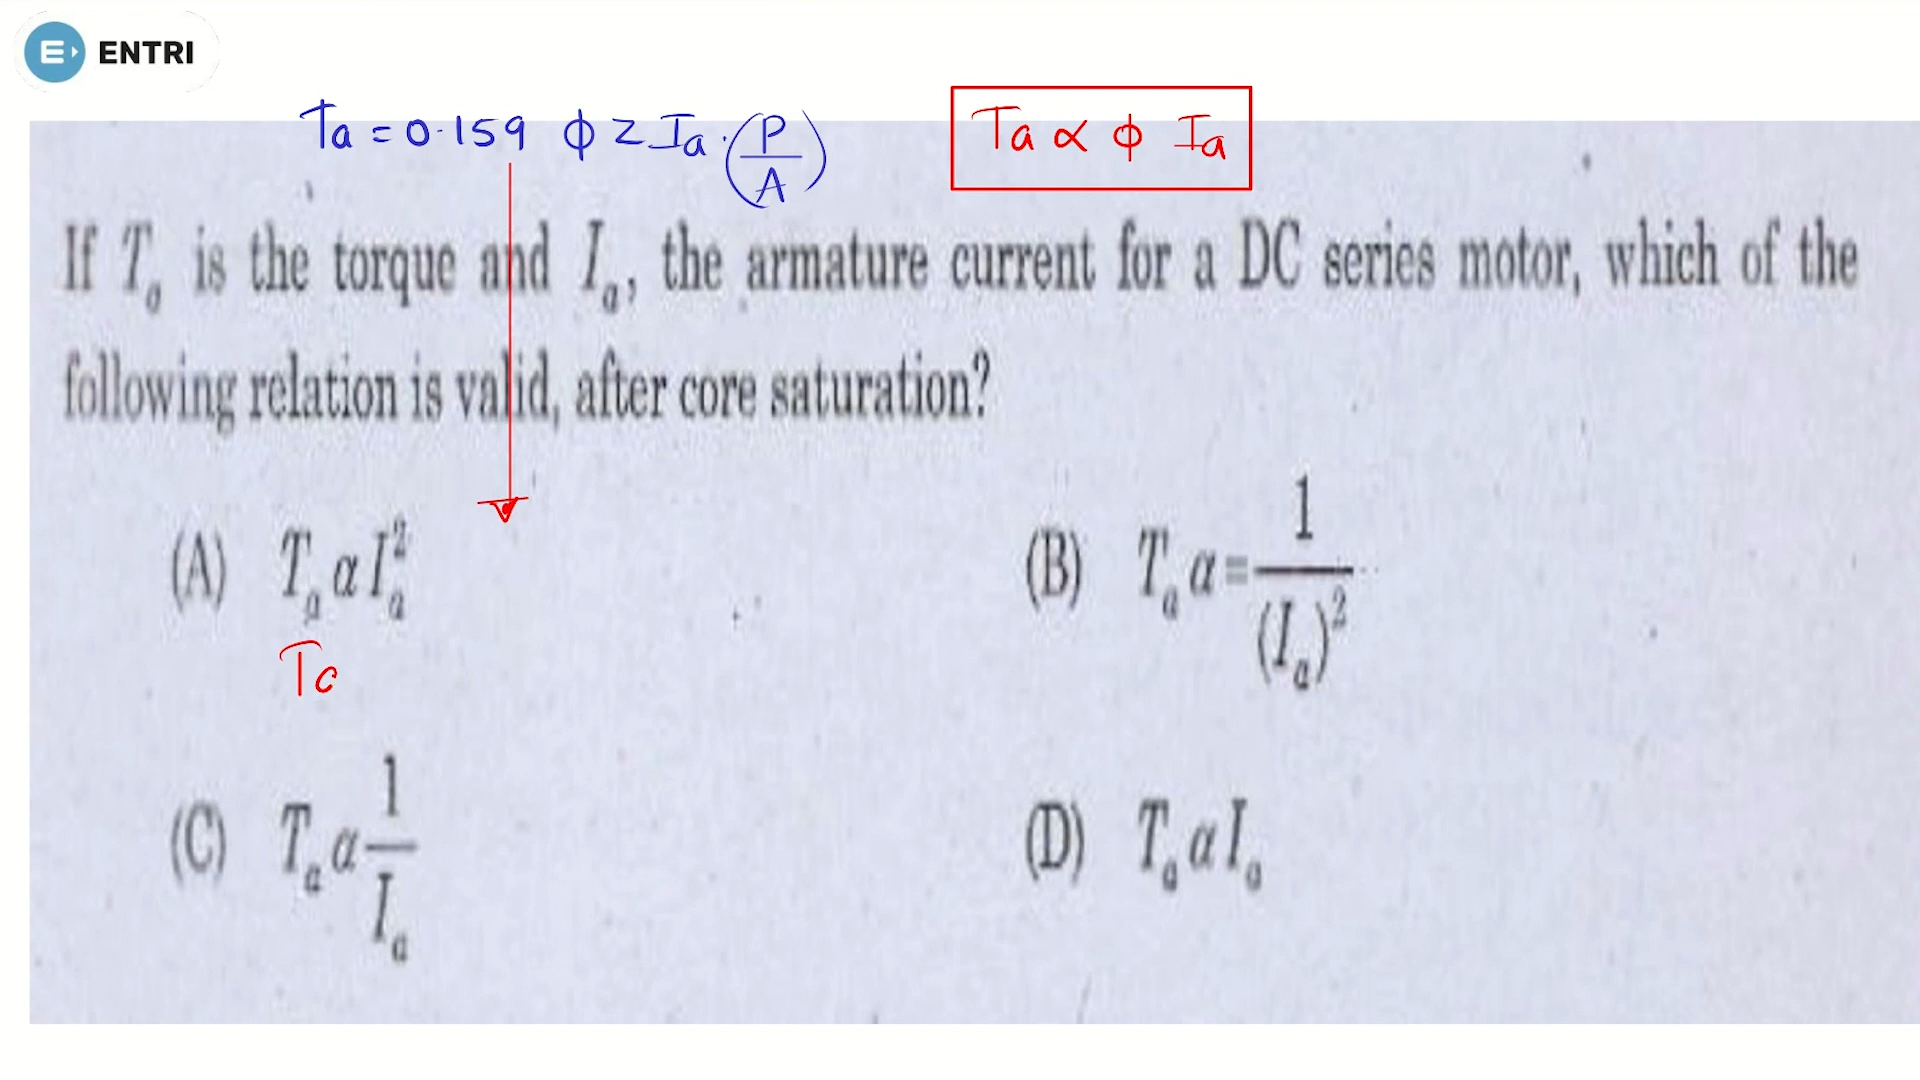 ENTRI
Ta = 0.159 ϕ Z Ia . (P/A)
Ta ∝ ϕ Ia
If Tₐ is the torque and Iₐ, the armature current for a DC series motor, which of the
following relation is valid, after core saturation?
(A) Tₐ α Iₐ²
(B) Tₐ α = 1/(Iₐ)²
Ta
(C) Tₐ α 1/Iₐ
(D) Tₐ α Iₐ